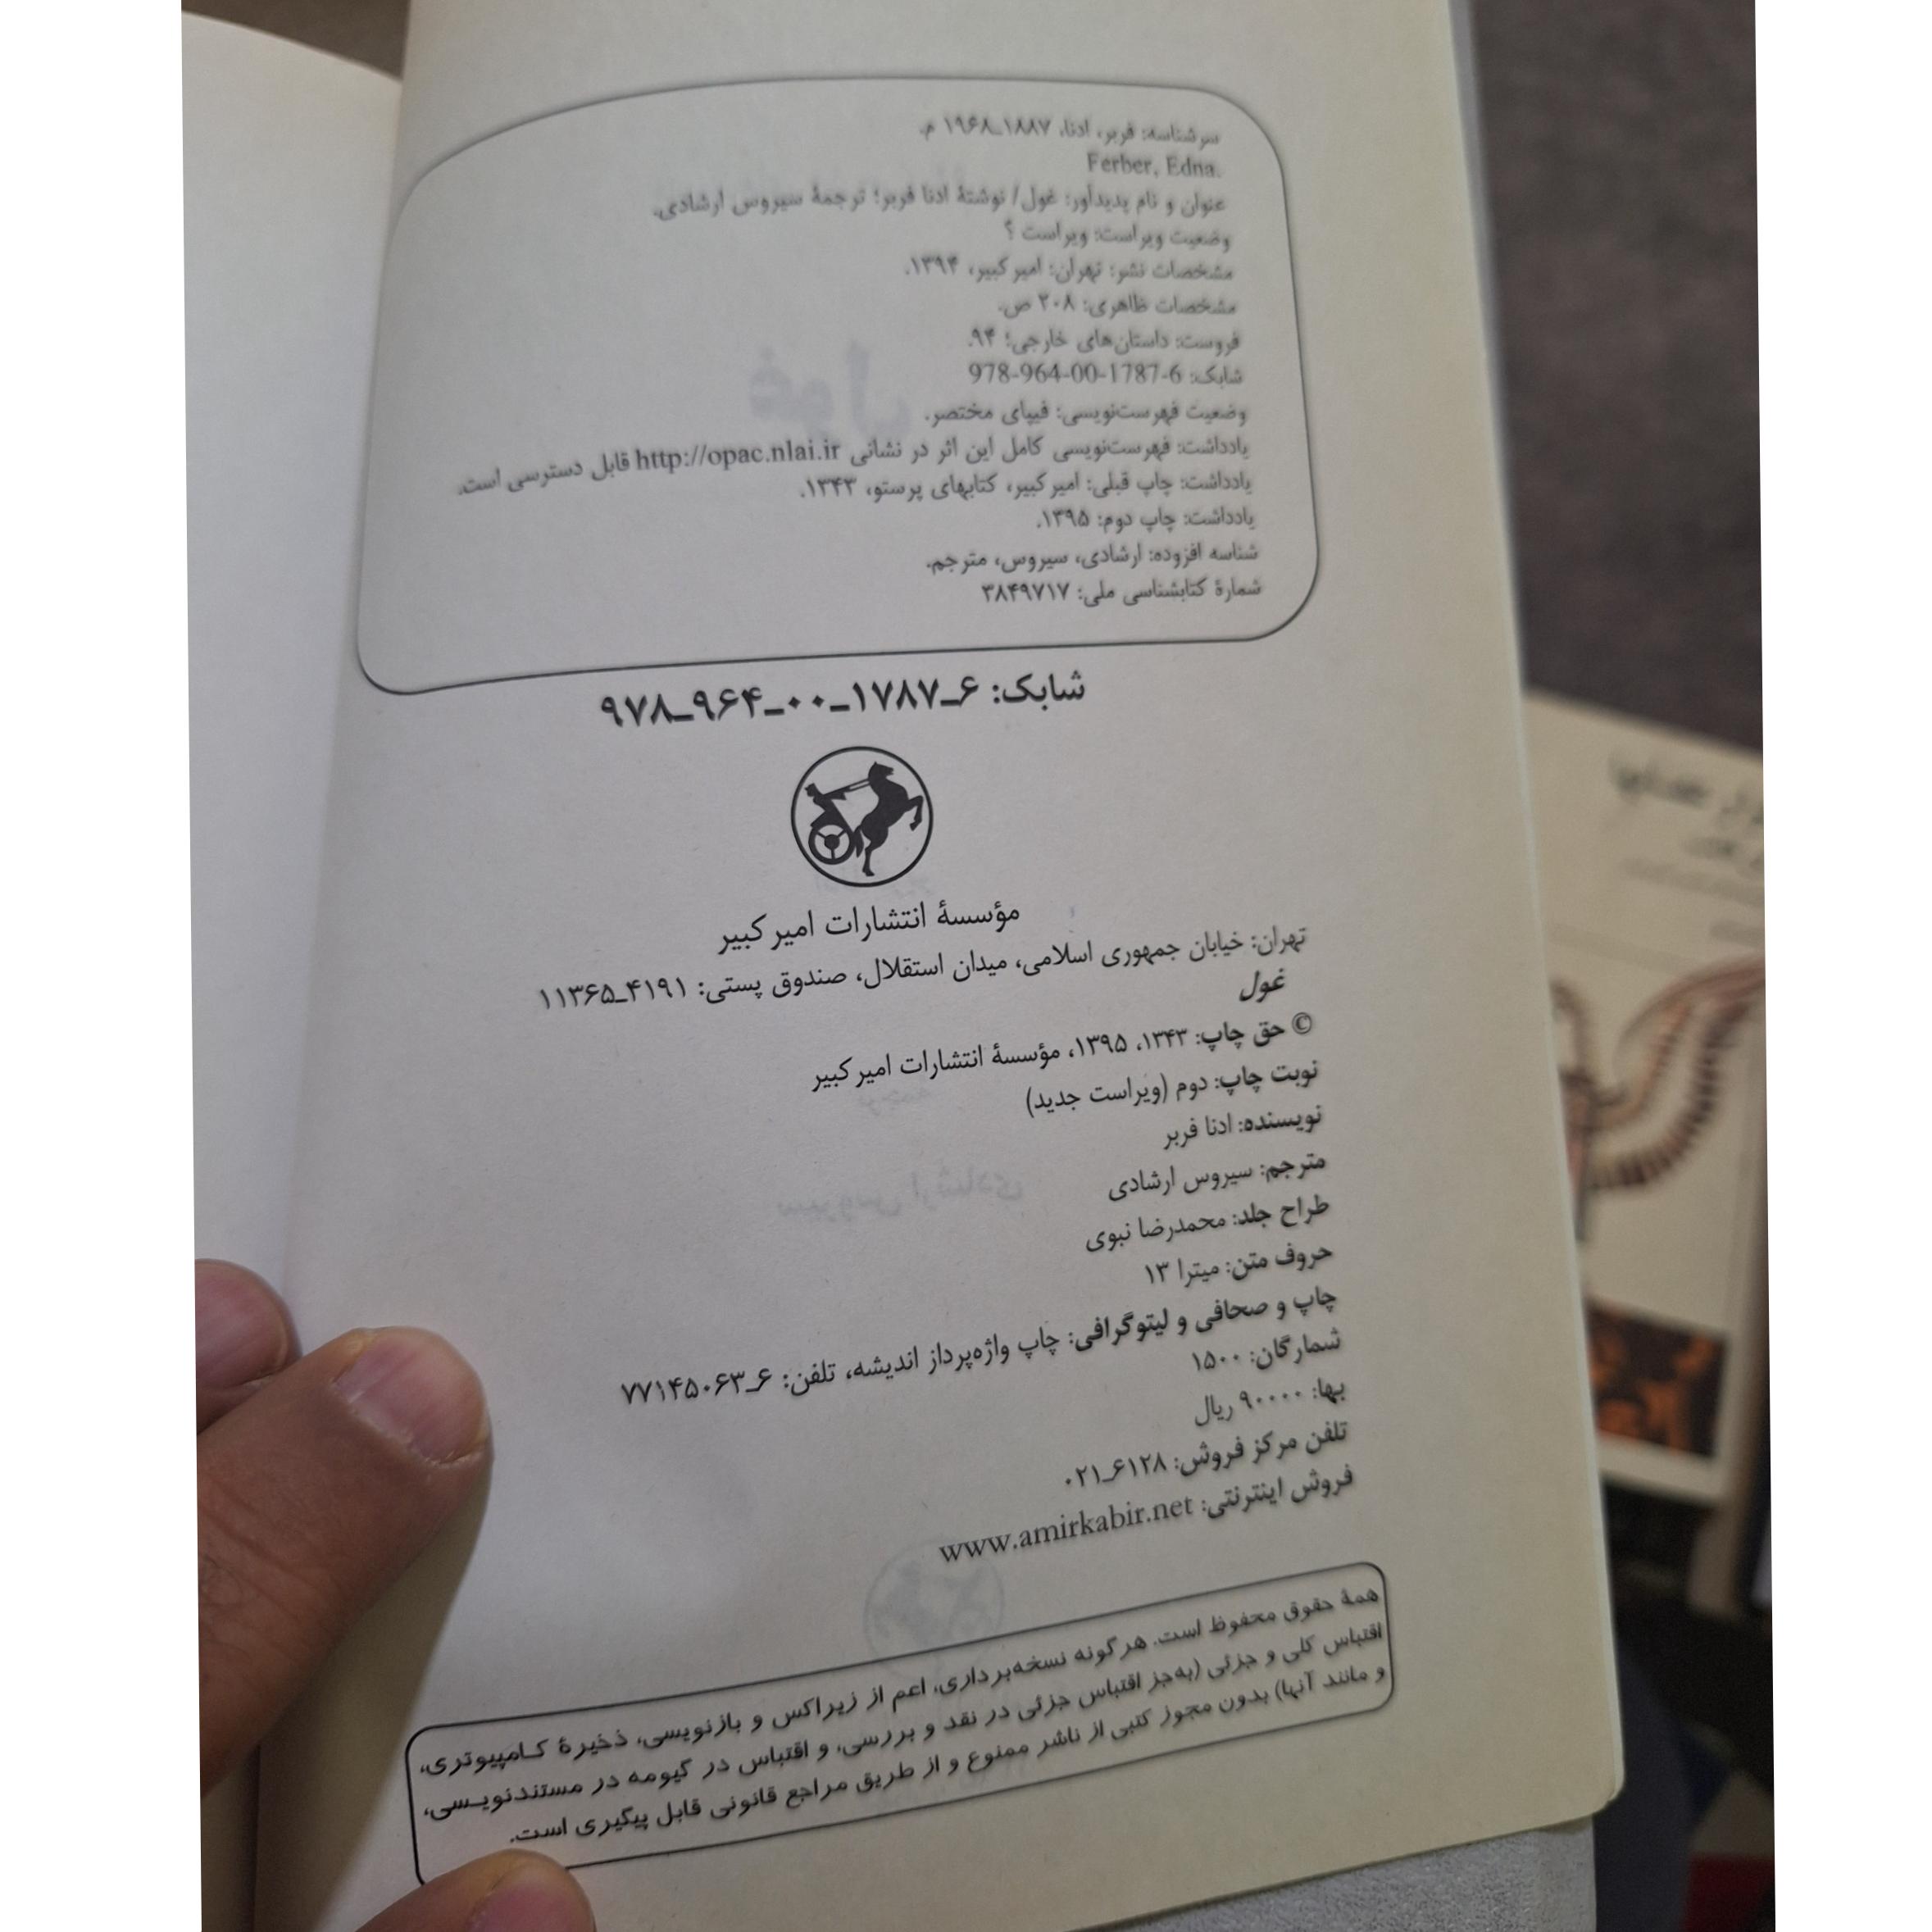 سرشناسه: فربر، ادنا، ۱۸۸۷ـ۱۹۶۸ م.
Ferber, Edna.
عنوان و نام پدیدآور: غول/ نوشتهٔ ادنا فربر؛ ترجمهٔ سیروس ارشادی.
وضعیت ویراست: ویراست ؟
مشخصات نشر: تهران: امیرکبیر، ۱۳۹۴.
مشخصات ظاهری: ۲۰۸ ص.
فروست: داستان‌های خارجی؛ ۹۴.
شابک: 978-964-00-1787-6
وضعیت فهرست‌نویسی: فیپای مختصر.
یادداشت: فهرست‌نویسی کامل این اثر در نشانی http://opac.nlai.ir قابل دسترسی است.
یادداشت: چاپ قبلی: امیرکبیر، کتابهای پرستو، ۱۳۴۳.
یادداشت: چاپ دوم: ۱۳۹۵.
شناسه افزوده: ارشادی، سیروس، مترجم.
شمارهٔ کتابشناسی ملی: ۳۸۴۹۷۱۷
شابک: ۶ـ۱۷۸۷ـ۰۰ـ۹۶۴ـ۹۷۸
مؤسسهٔ انتشارات امیرکبیر
تهران: خیابان جمهوری اسلامی، میدان استقلال، صندوق پستی: ۴۱۹۱ـ۱۱۳۶۵
غول
© حق چاپ: ۱۳۴۳، ۱۳۹۵، مؤسسهٔ انتشارات امیرکبیر
نوبت چاپ: دوم (ویراست جدید)
نویسنده: ادنا فربر
مترجم: سیروس ارشادی
طراح جلد: محمدرضا نبوی
حروف متن: میترا ۱۳
چاپ و صحافی و لیتوگرافی: چاپ واژه‌پرداز اندیشه، تلفن: ۶ـ۷۷۱۴۵۰۶۳
شمارگان: ۱۵۰۰
بها: ۹۰۰۰۰ ریال
تلفن مرکز فروش: ۶۱۲۸ـ۰۲۱
فروش اینترنتی: www.amirkabir.net
همهٔ حقوق محفوظ است. هرگونه نسخه‌برداری، اعم از زیراکس و بازنویسی، ذخیرهٔ کامپیوتری،
اقتباس کلی و جزئی (به‌جز اقتباس جزئی در نقد و بررسی، و اقتباس در گیومه در مستندنویسی،
و مانند آنها) بدون مجوز کتبی از ناشر ممنوع و از طریق مراجع قانونی قابل پیگیری است.